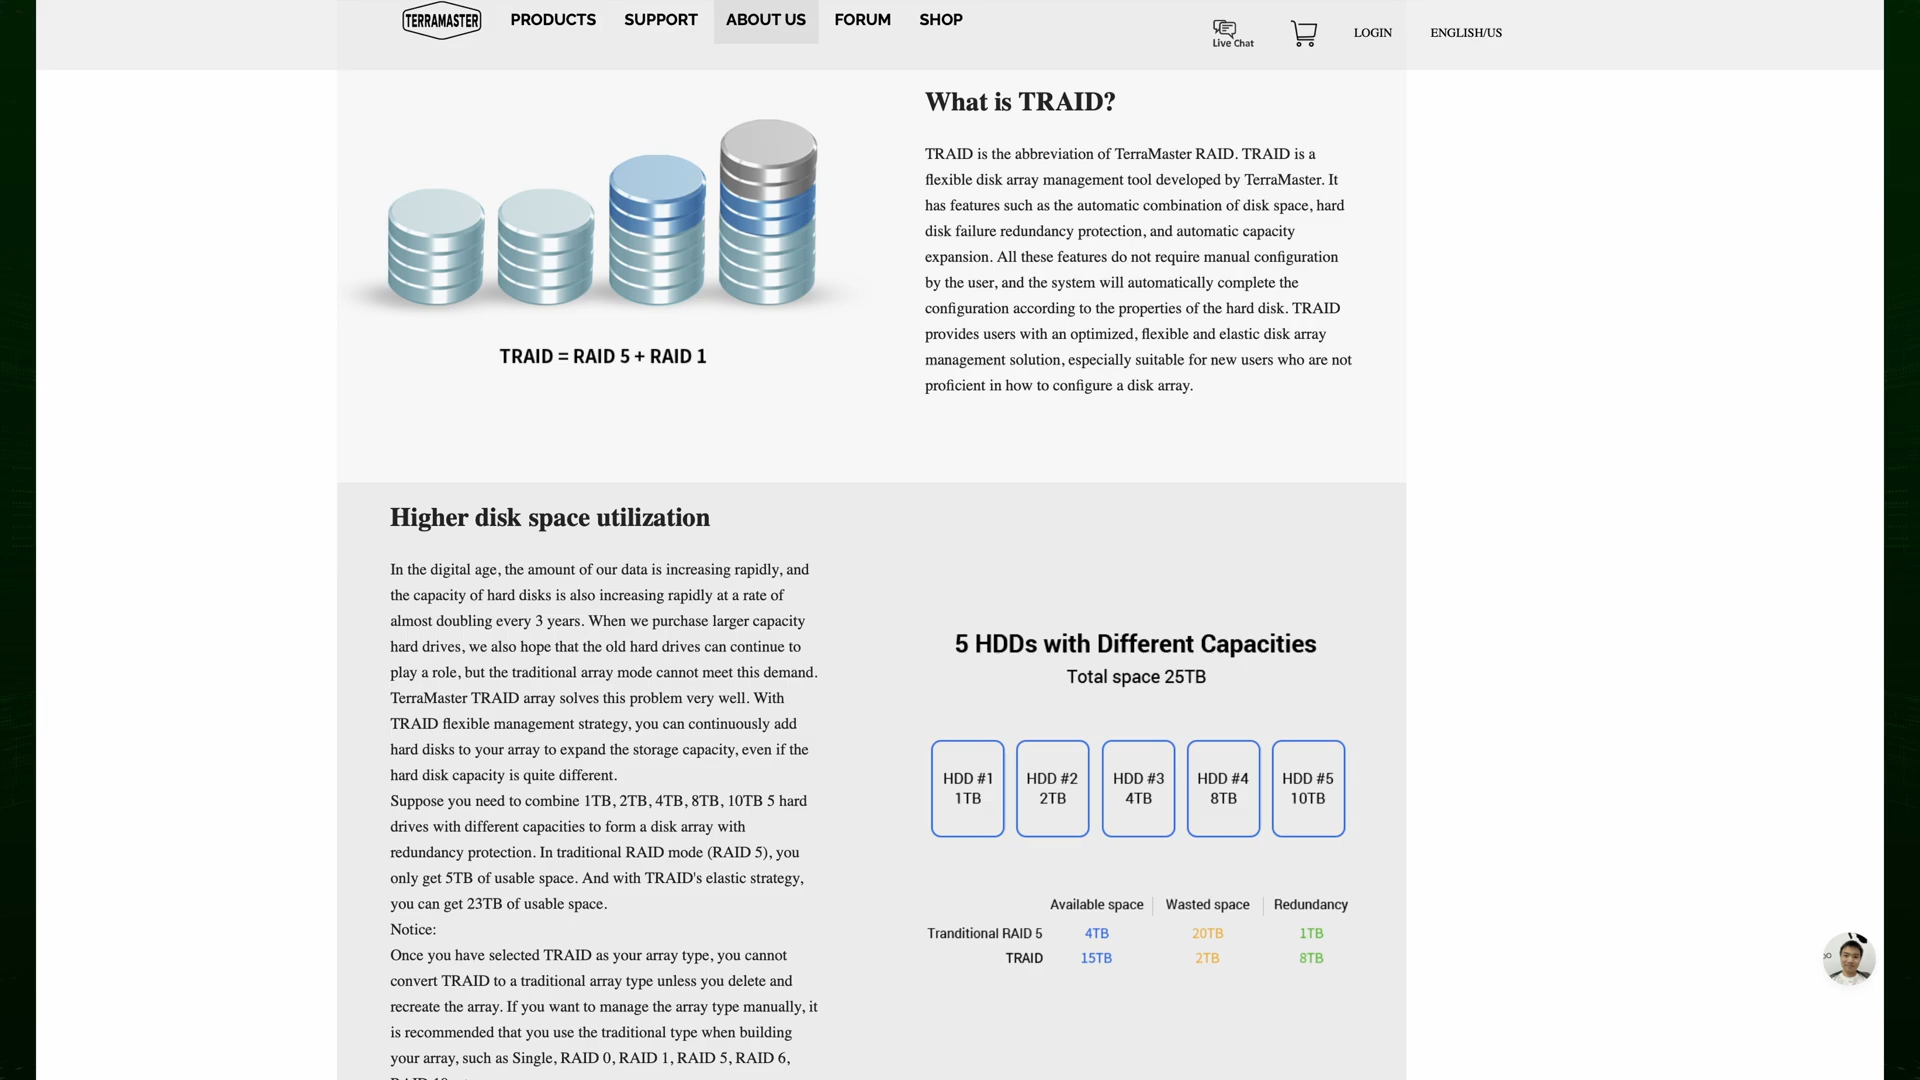 TERRAMASTER
PRODUCTS
SUPPORT
ABOUT US
FORUM
SHOP
Live Chat
LOGIN
ENGLISH/US
What is TRAID?
TRAID is the abbreviation of TerraMaster RAID. TRAID is a
flexible disk array management tool developed by TerraMaster. It
has features such as the automatic combination of disk space, hard
disk failure redundancy protection, and automatic capacity
expansion. All these features do not require manual configuration
by the user, and the system will automatically complete the
configuration according to the properties of the hard disk. TRAID
provides users with an optimized, flexible and elastic disk array
management solution, especially suitable for new users who are not
proficient in how to configure a disk array.
TRAID = RAID 5 + RAID 1
Higher disk space utilization
In the digital age, the amount of our data is increasing rapidly, and
the capacity of hard disks is also increasing rapidly at a rate of
almost doubling every 3 years. When we purchase larger capacity
hard drives, we also hope that the old hard drives can continue to
play a role, but the traditional array mode cannot meet this demand.
TerraMaster TRAID array solves this problem very well. With
TRAID flexible management strategy, you can continuously add
hard disks to your array to expand the storage capacity, even if the
hard disk capacity is quite different.
Suppose you need to combine 1TB, 2TB, 4TB, 8TB, 10TB 5 hard
drives with different capacities to form a disk array with
redundancy protection. In traditional RAID mode (RAID 5), you
only get 5TB of usable space. And with TRAID's elastic strategy,
you can get 23TB of usable space.
Notice:
Once you have selected TRAID as your array type, you cannot
convert TRAID to a traditional array type unless you delete and
recreate the array. If you want to manage the array type manually, it
is recommended that you use the traditional type when building
your array, such as Single, RAID 0, RAID 1, RAID 5, RAID 6,
5 HDDs with Different Capacities
Total space 25TB
HDD #1 1TB
HDD #2 2TB
HDD #3 4TB
HDD #4 8TB
HDD #5 10TB
Available space Wasted space Redundancy
Tranditional RAID 5 4TB 20TB 1TB
TRAID 15TB 2TB 8TB